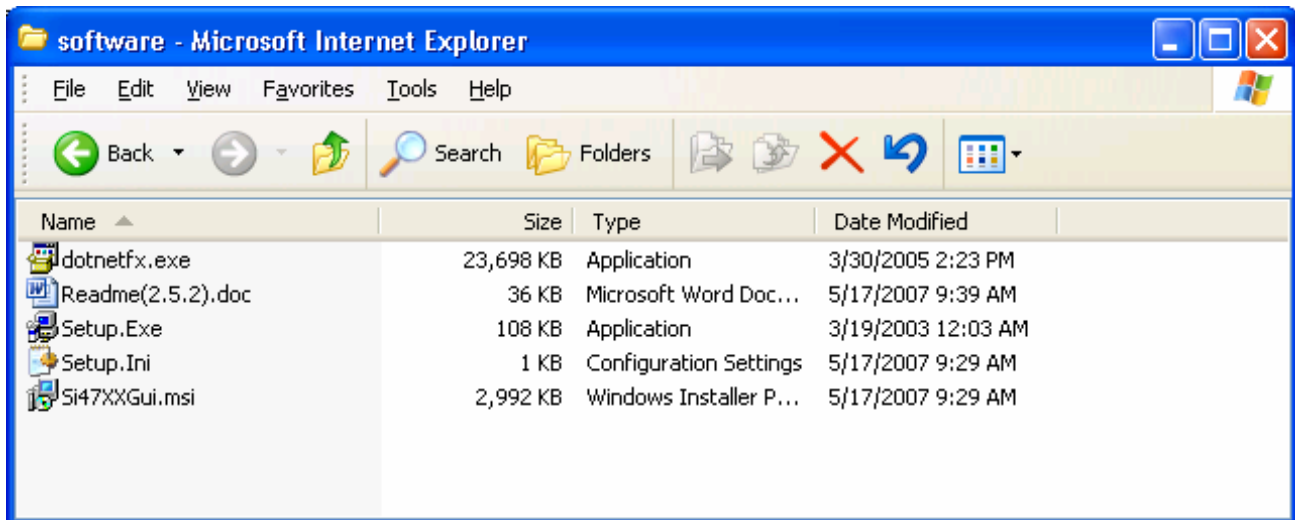 software - Microsoft Internet Explorer
File Edit View Favorites Tools Help
Back Search Folders
Name Size Type Date Modified
dotnetfx.exe 23,698 KB Application 3/30/2005 2:23 PM
Readme(2.5.2).doc 36 KB Microsoft Word Doc... 5/17/2007 9:39 AM
Setup.Exe 108 KB Application 3/19/2003 12:03 AM
Setup.Ini 1 KB Configuration Settings 5/17/2007 9:29 AM
Si47XXGui.msi 2,992 KB Windows Installer P... 5/17/2007 9:29 AM